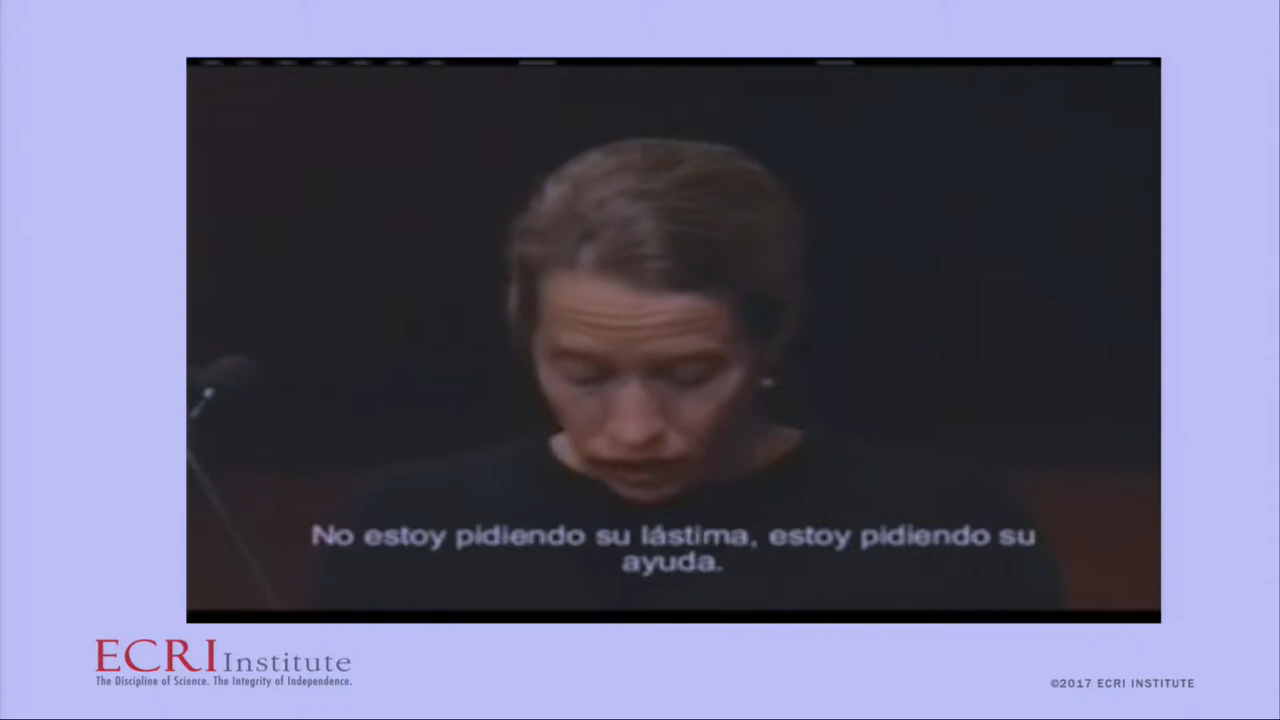 No estoy pidiendo su lástima, estoy pidiendo su
ayuda.
ECRI Institute
The Discipline of Science. The Integrity of Independence.
©2017 ECRI INSTITUTE